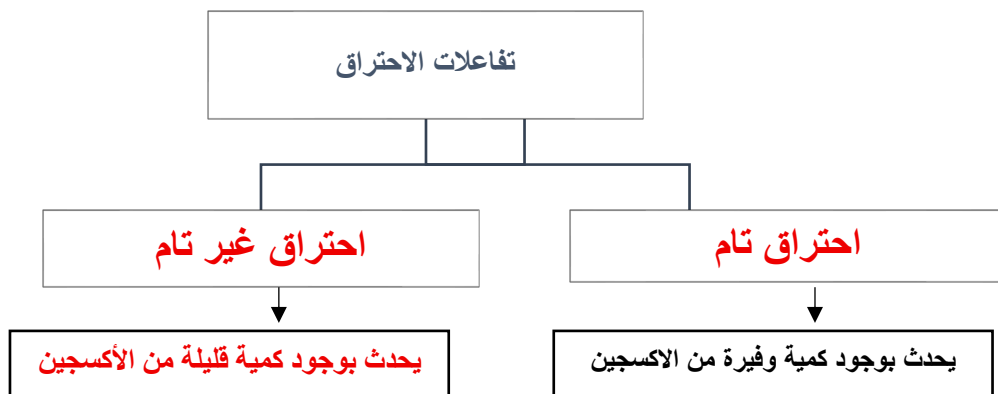 تفاعلات الاحتراق
احتراق تام
احتراق غير تام
يحدث بوجود كمية وفيرة من الاكسجين
يحدث بوجود كمية قليلة من الأكسجين